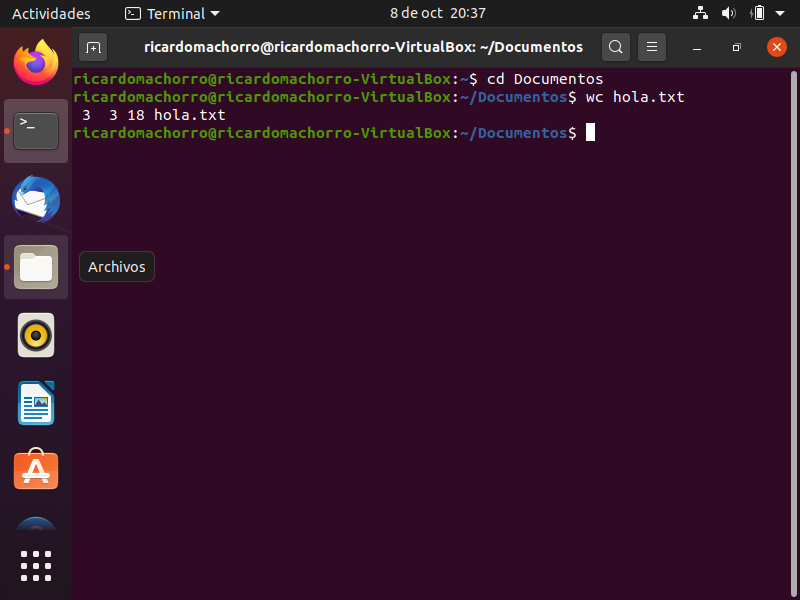 Actividades Terminal 8 de oct 20:37
ricardomachorro@ricardomachorro-VirtualBox: ~/Documentos
ricardomachorro@ricardomachorro-VirtualBox:~$ cd Documentos
ricardomachorro@ricardomachorro-VirtualBox:~/Documentos$ wc hola.txt
 3  3 18 hola.txt
ricardomachorro@ricardomachorro-VirtualBox:~/Documentos$
Archivos